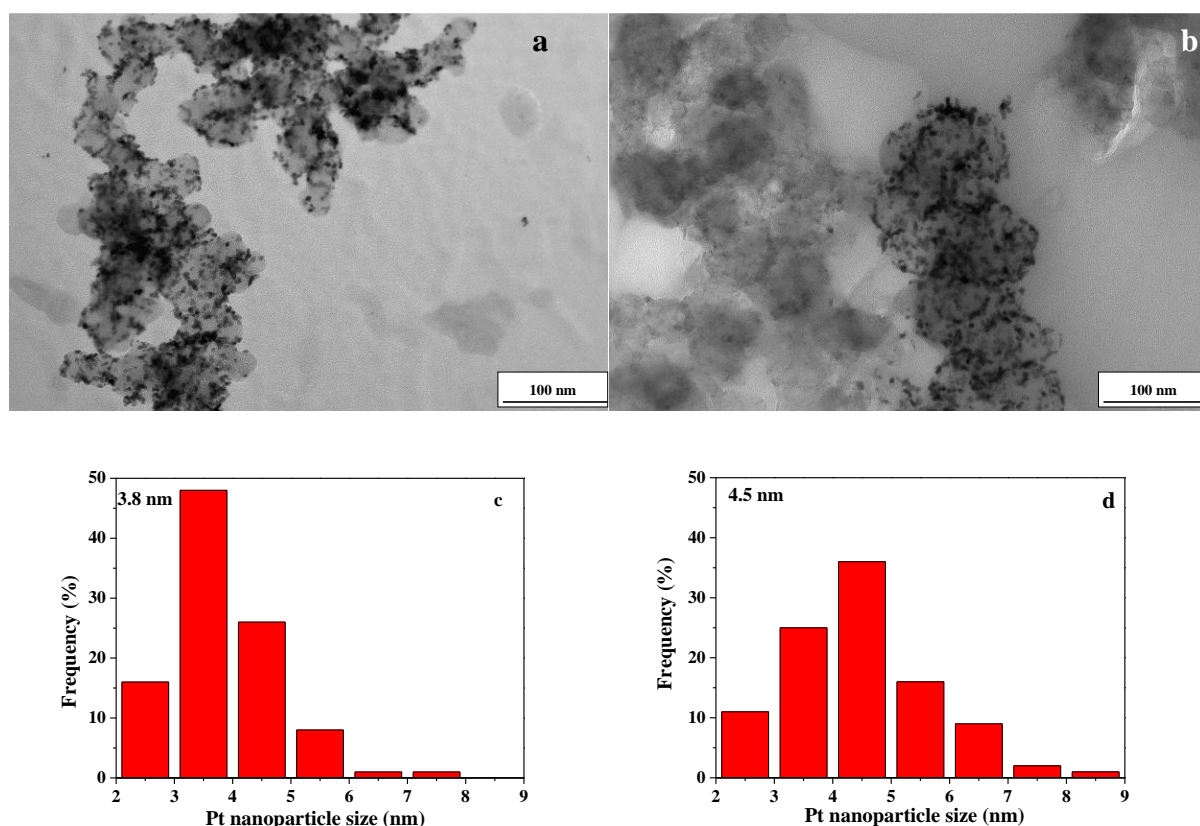 a
b
100 nm
100 nm
3.8 nm
c
50
40
30
20
10
0
Frequency (%)
2 3 4 5 6 7 8 9
Pt nanoparticle size (nm)
4.5 nm
d
50
40
30
20
10
0
Frequency (%)
2 3 4 5 6 7 8 9
Pt nanoparticle size (nm)